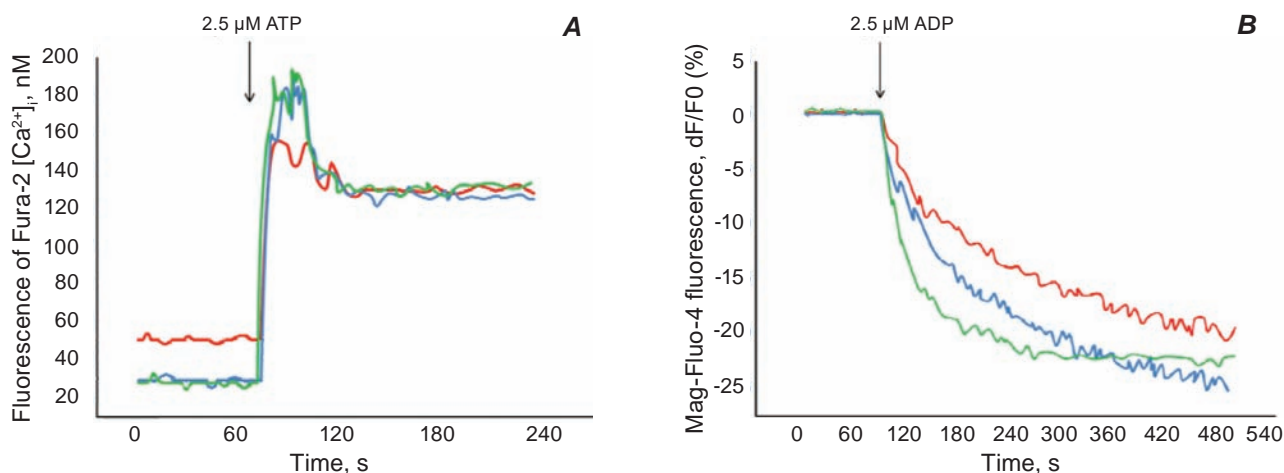 2.5 µM ATP
A
Fluorescence of Fura-2 [Ca²⁺]ᵢ, nM
200
180
160
140
120
100
80
60
40
20
0 60 120 180 240
Time, s
2.5 µM ADP
B
Mag-Fluo-4 fluorescence, dF/F0 (%)
5
0
-5
-10
-15
-20
-25
0 60 120 180 240 300 360 420 480 540
Time, s